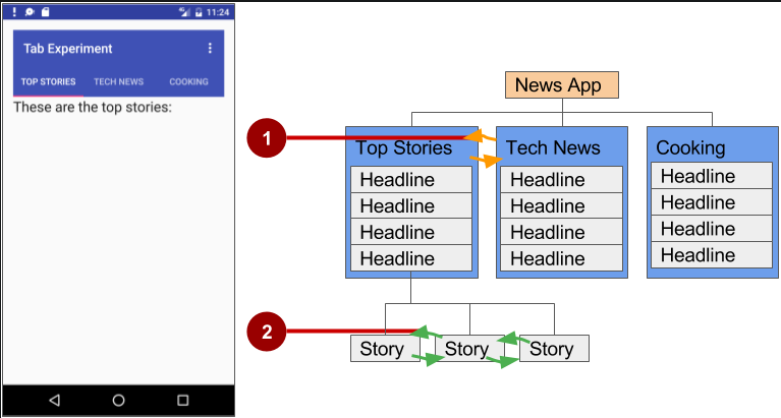 11:24
Tab Experiment
TOP STORIES TECH NEWS COOKING
These are the top stories:
News App
1
Top Stories
Headline
Headline
Headline
Headline
Tech News
Headline
Headline
Headline
Headline
Cooking
Headline
Headline
Headline
Headline
2
Story
Story
Story